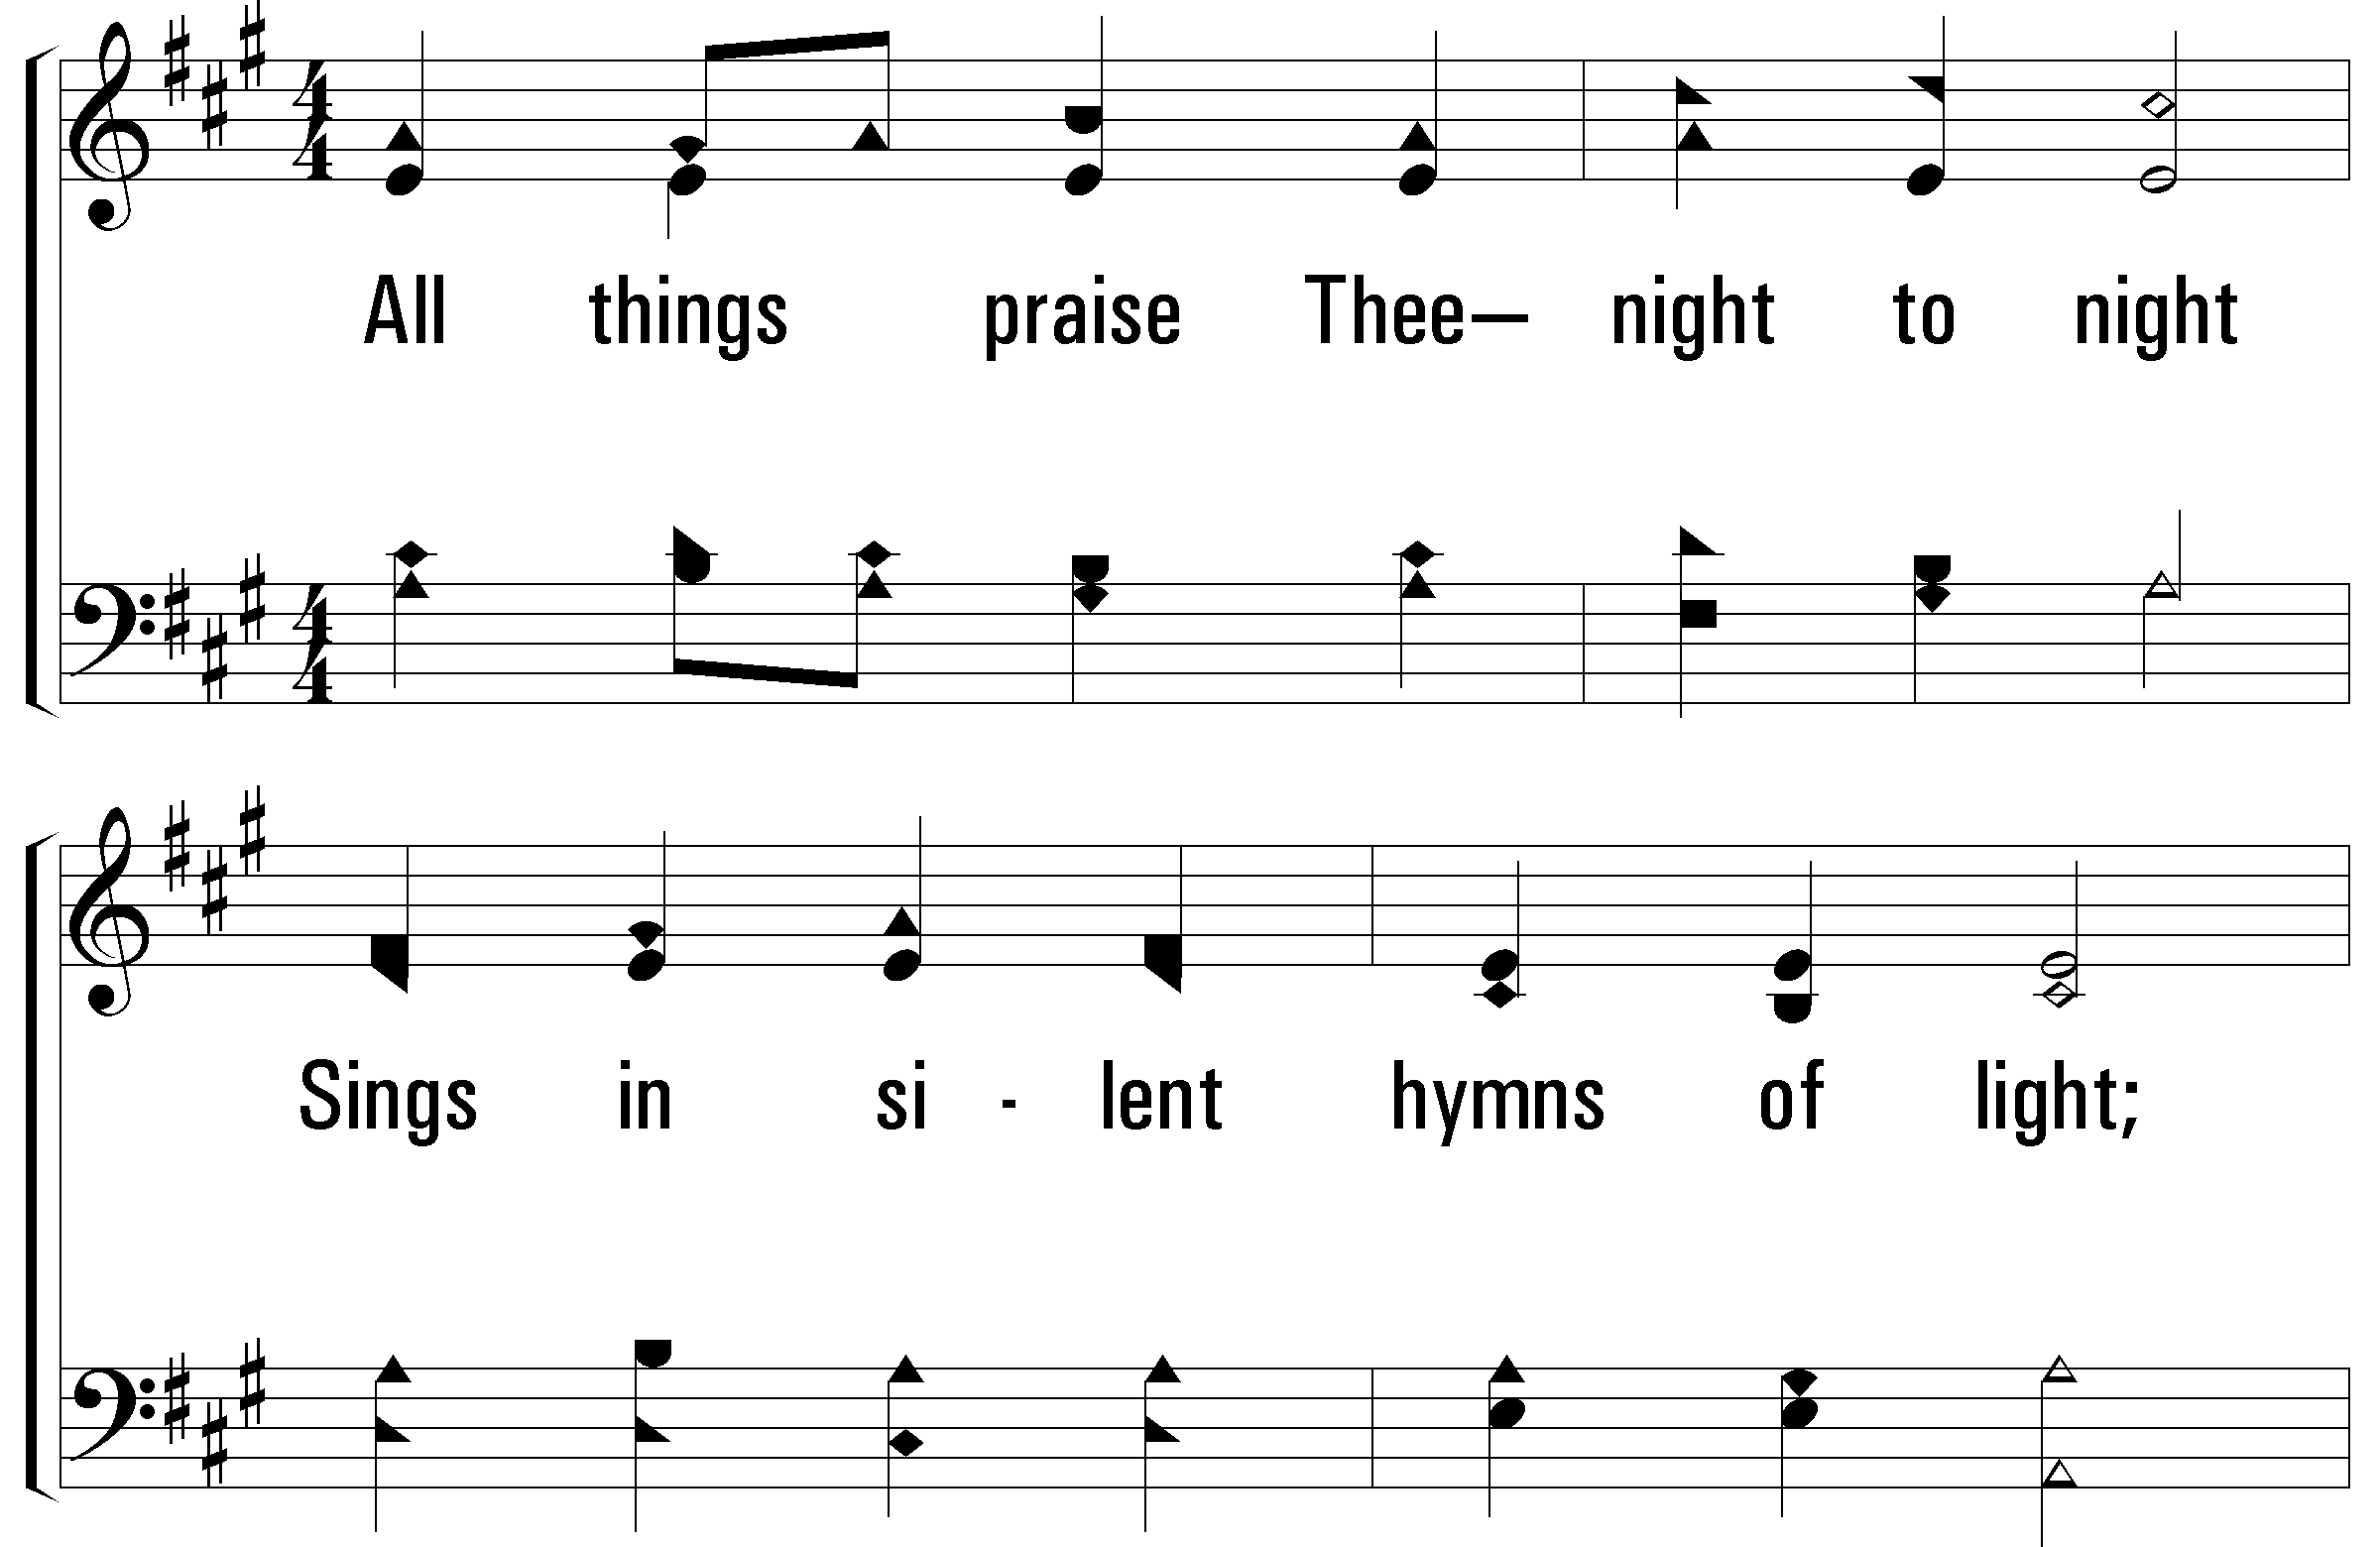 All things praise Thee— night to night
Sings in si - lent hymns of light;